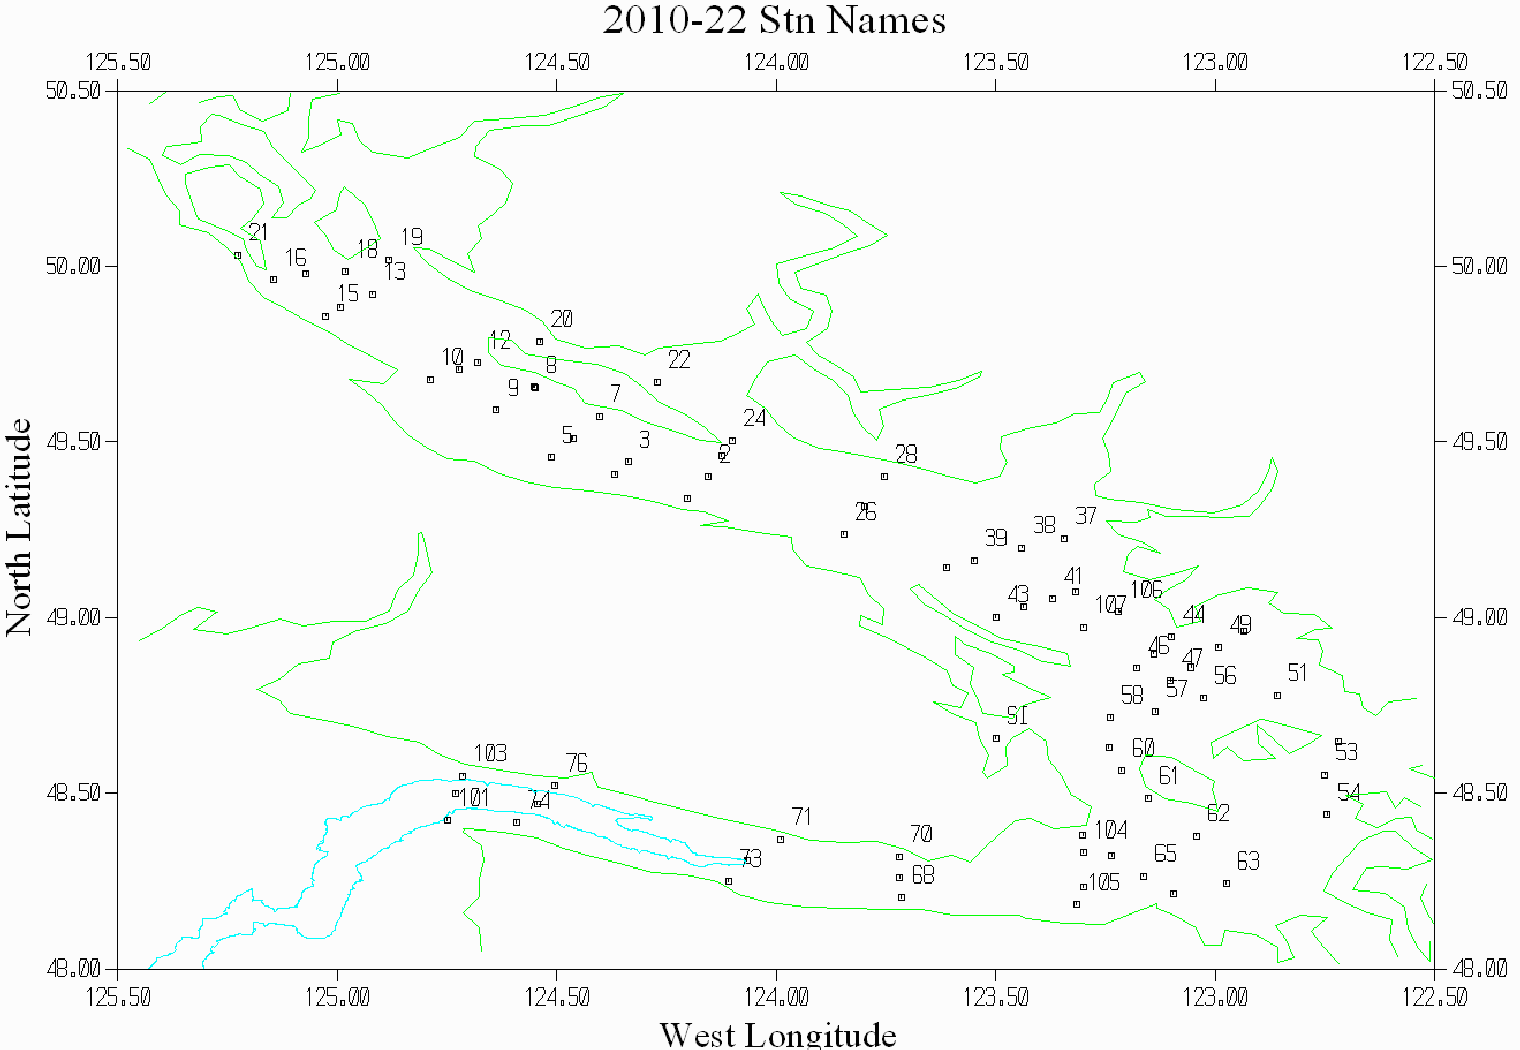 2010-22 Stn Names
125.50 125.00 124.50 124.00 123.50 123.00 122.50
50.50 50.50
21 18 19
16
50.00 13 50.00
15
20
12
10 8 22
9 7
24
5 3
49.50 2 28 49.50
26 37
38
39
41
43 107 106
49.00 44 49 49.00
46 47
56 51
58 57
SI
103 60 53
76 61
48.50 101 74 54 48.50
71 62
70 104
73 65 63
68 105
48.00 48.00
125.50 125.00 124.50 124.00 123.50 123.00 122.50
West Longitude
North Latitude